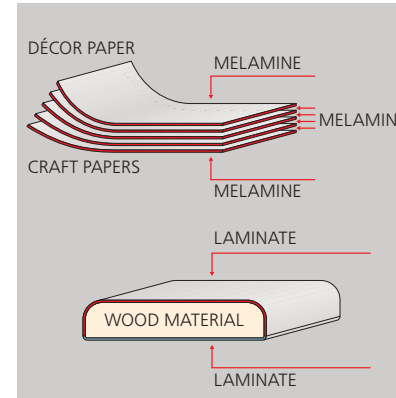 DÉCOR PAPER
MELAMINE
MELAMIN
CRAFT PAPERS
MELAMINE
LAMINATE
WOOD MATERIAL
LAMINATE